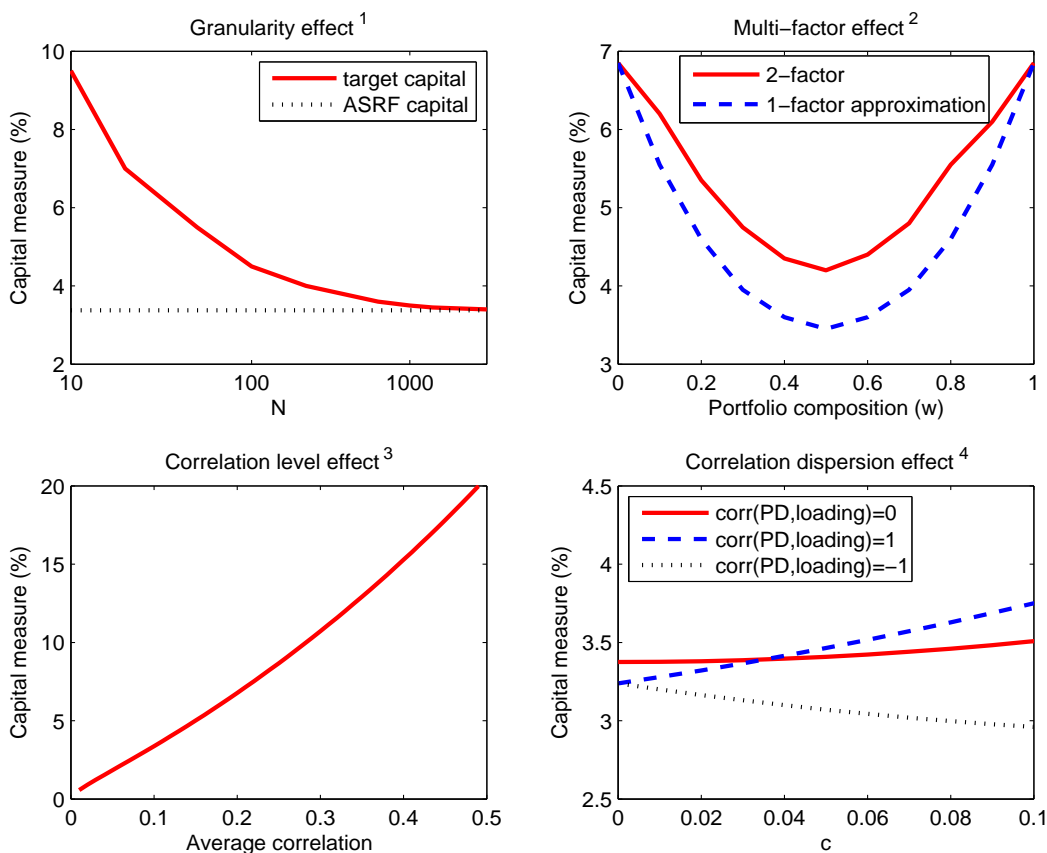 Granularity effect 1
10
8
6
4
2
Capital measure (%)
target capital
ASRF capital
10
100
1000
N
Multi−factor effect 2
7
6
5
4
3
Capital measure (%)
2−factor
1−factor approximation
0
0.2
0.4
0.6
0.8
1
Portfolio composition (w)
Correlation level effect 3
20
15
10
5
0
Capital measure (%)
0
0.1
0.2
0.3
0.4
0.5
Average correlation
Correlation dispersion effect 4
4.5
4
3.5
3
2.5
Capital measure (%)
corr(PD,loading)=0
corr(PD,loading)=1
corr(PD,loading)=−1
0
0.02
0.04
0.06
0.08
0.1
c